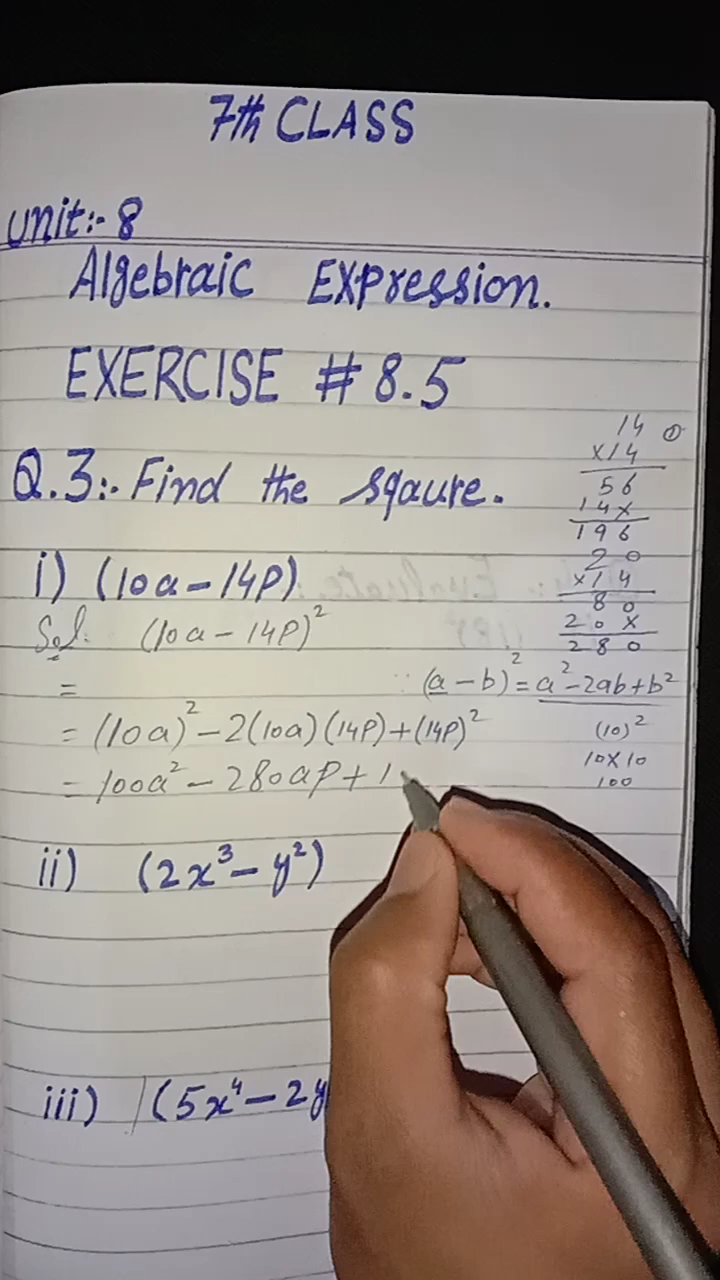 7th CLASS
unit:- 8
Algebraic Expression.
EXERCISE # 8.5
Q.3:- Find the sqaure.
14 ①
×14
56
14×
196
20
×14
80
20×
280
i) (10a - 14P)
Sol: (10a - 14P)²
= ∵ (a - b)² = a² - 2ab + b²
= (10a)² - 2(10a)(14P) + (14P)²
(10)²
10×10
100
= 100a² - 280aP + 1
ii) (2x³ - y²)
iii) (5x⁴ - 2y